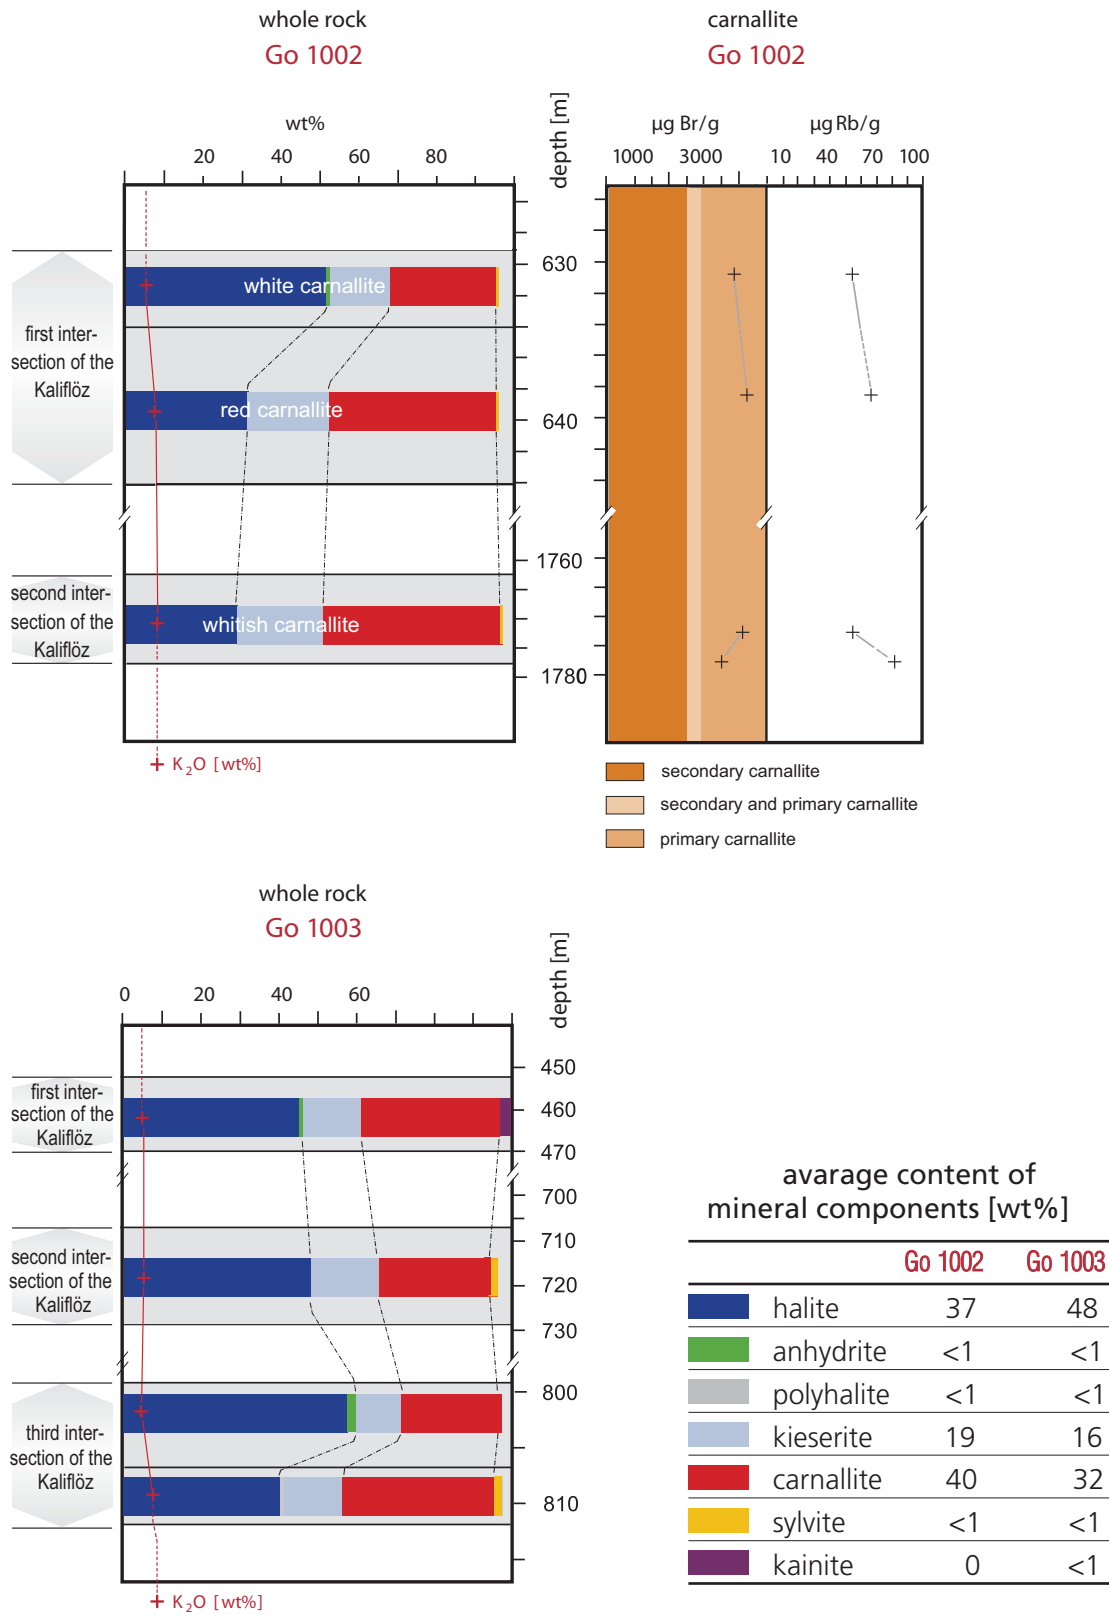 whole rock
Go 1002
carnallite
Go 1002
wt%
depth [m]
µg Br/g
µg Rb/g
20 40 60 80
1000 3000
10 40 70 100
first inter-
section of the
Kaliflöz
white carnallite
red carnallite
630
640
second inter-
section of the
Kaliflöz
whitish carnallite
1760
1780
K2O [wt%]
secondary carnallite
secondary and primary carnallite
primary carnallite
whole rock
Go 1003
depth [m]
0 20 40 60
first inter-
section of the
Kaliflöz
450
460
470
700
second inter-
section of the
Kaliflöz
710
720
730
third inter-
section of the
Kaliflöz
800
810
K2O [wt%]
avarage content of
mineral components [wt%]
Go 1002 Go 1003
halite 37 48
anhydrite <1 <1
polyhalite <1 <1
kieserite 19 16
carnallite 40 32
sylvite <1 <1
kainite 0 <1